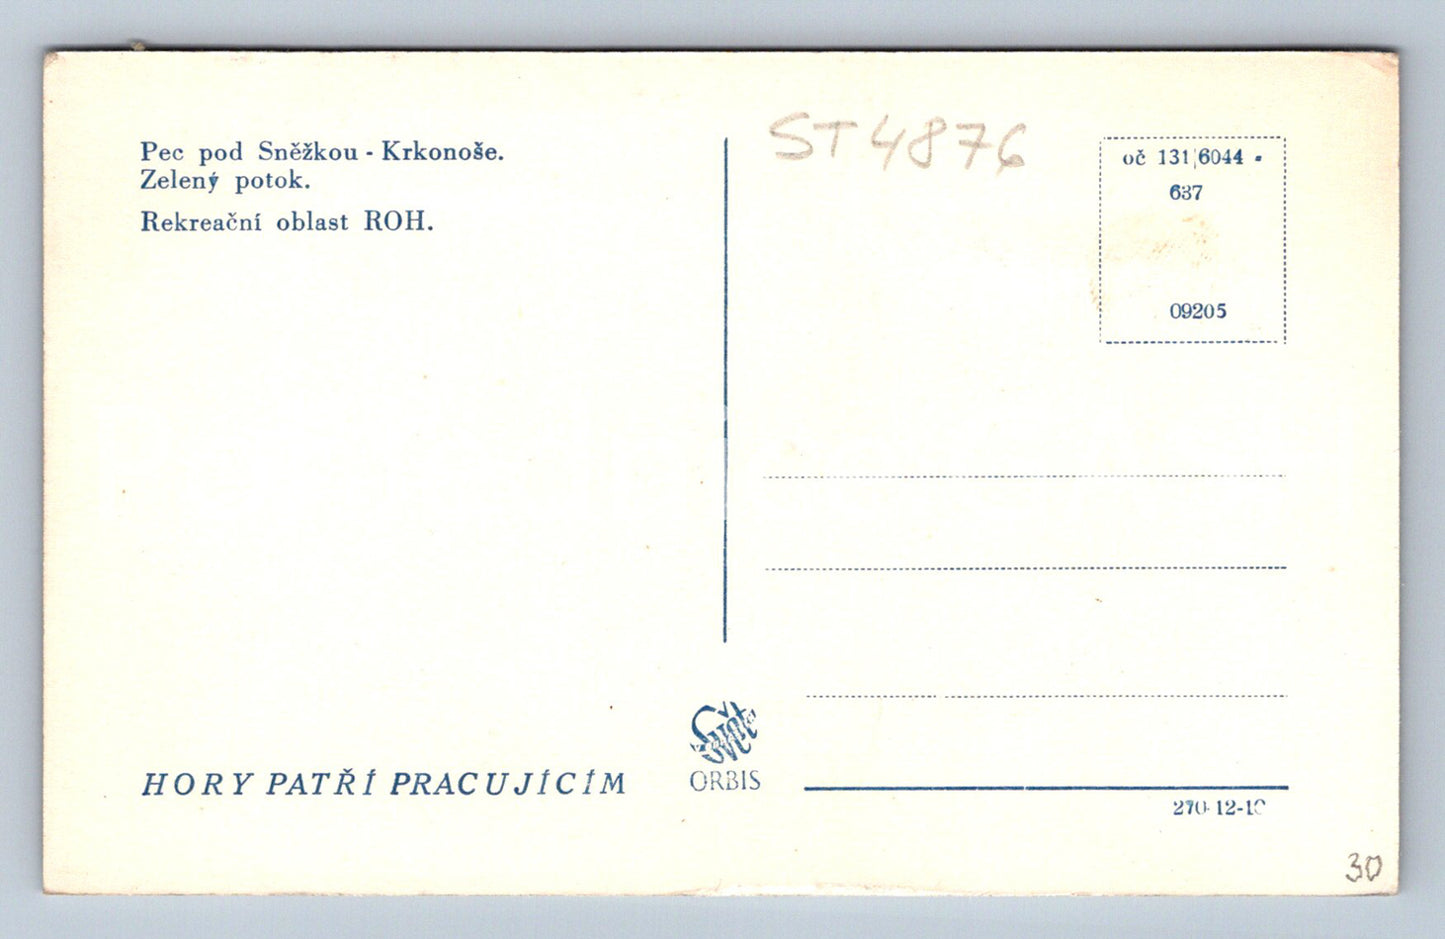 Pec pod Sněžkou - Krkonoše.
Zelený potok.
Rekreační oblast ROH.
ST4876
oč 131/6044 -
637
09205
HORY PATŘÍ PRACUJÍCÍM
Svět
ORBIS
30